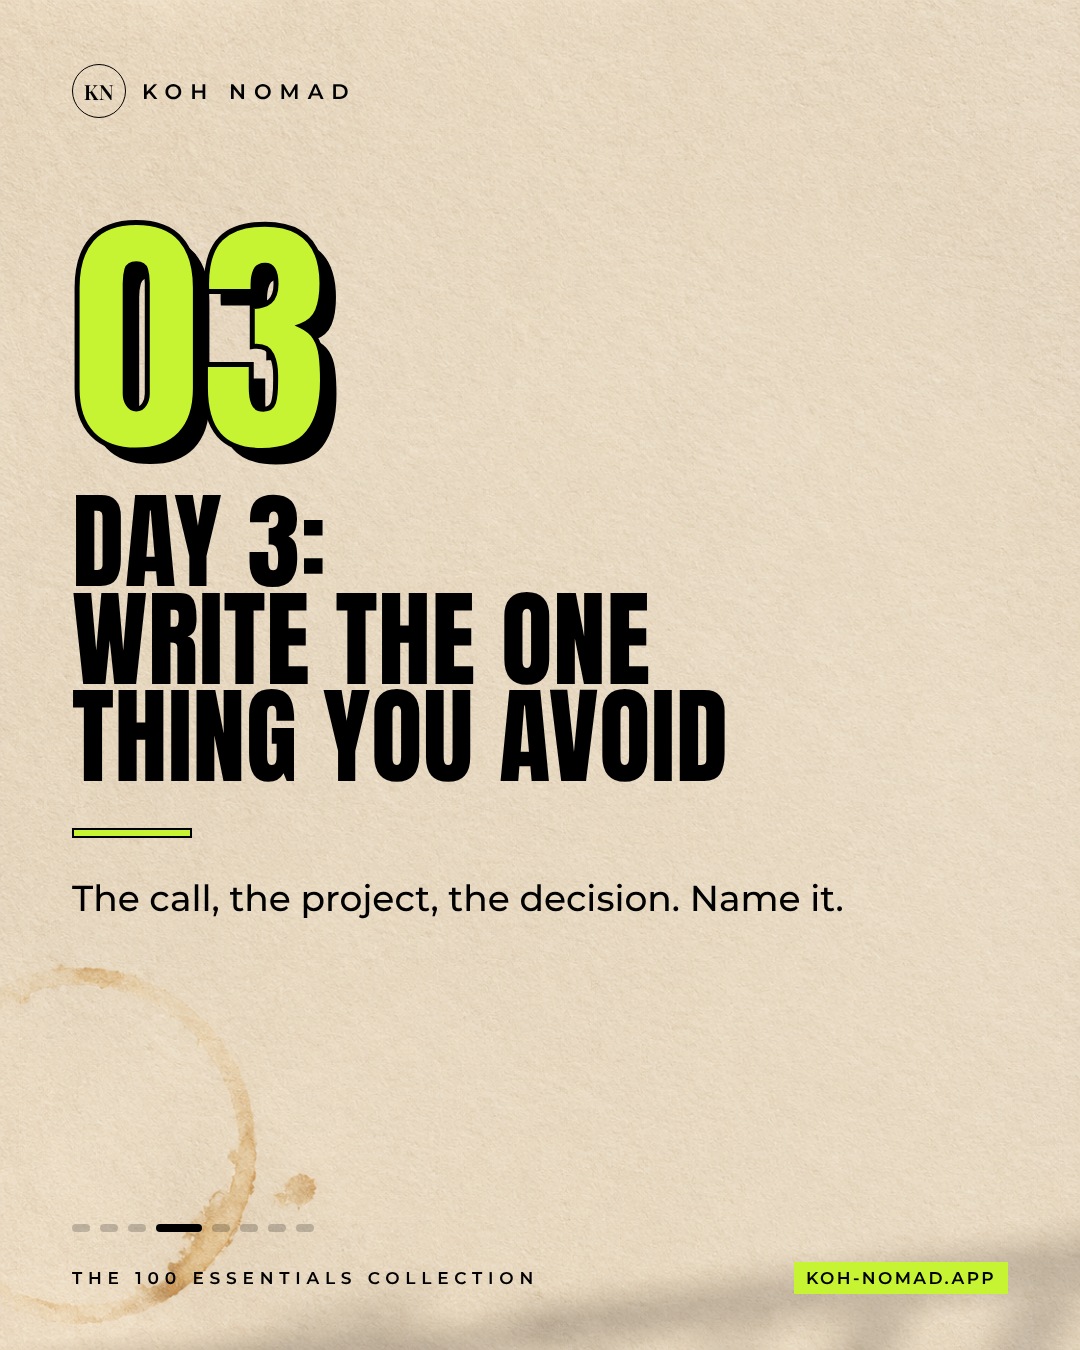 KN KOH NOMAD
03
DAY 3:
WRITE THE ONE
THING YOU AVOID
The call, the project, the decision. Name it.
THE 100 ESSENTIALS COLLECTION
KOH-NOMAD.APP